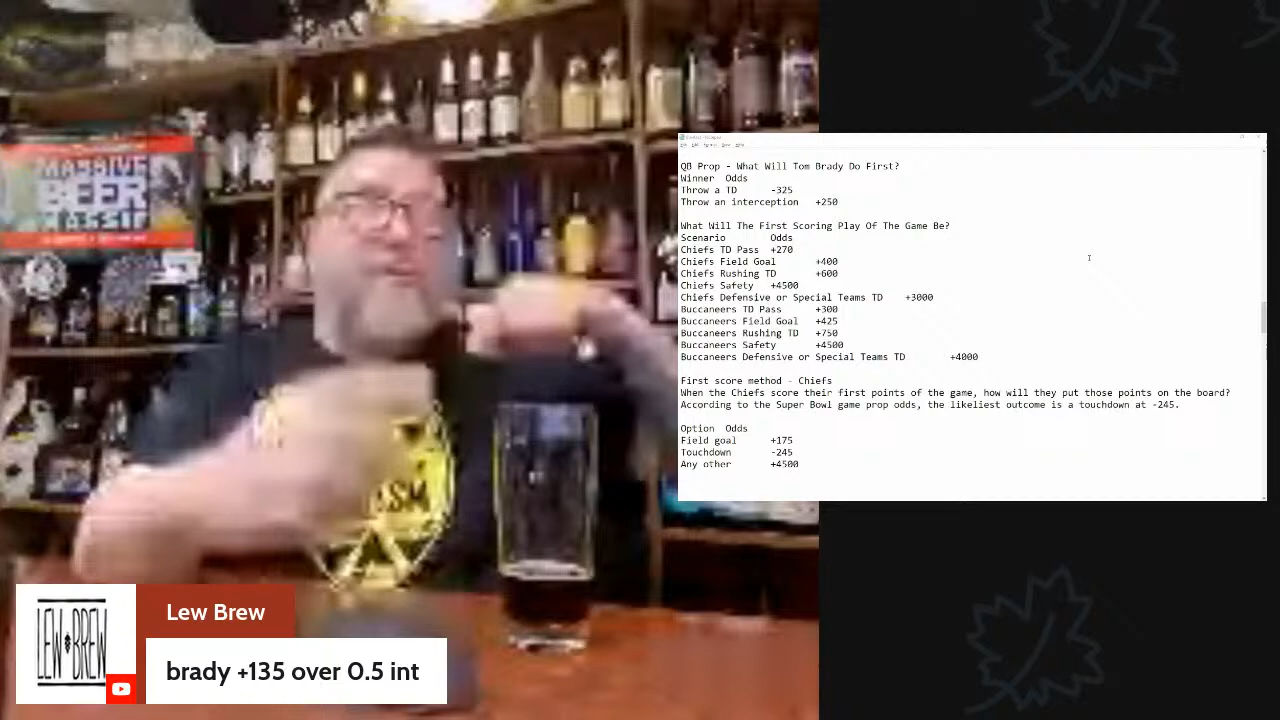 MASSIVE
BEER
QB Prop - What Will Tom Brady Do First?
Winner Odds
Throw a TD -325
Throw an interception +250
What Will The First Scoring Play Of The Game Be?
Scenario Odds
Chiefs TD Pass +270
Chiefs Field Goal +400
Chiefs Rushing TD +600
Chiefs Safety +4500
Chiefs Defensive or Special Teams TD +3000
Buccaneers TD Pass +300
Buccaneers Field Goal +425
Buccaneers Rushing TD +750
Buccaneers Safety +4500
Buccaneers Defensive or Special Teams TD +4000
First score method - Chiefs
When the Chiefs score their first points of the game, how will they put those points on the board?
According to the Super Bowl game prop odds, the likeliest outcome is a touchdown at -245.
Option Odds
Field goal +175
Touchdown -245
Any other +4500
LEW BREW
Lew Brew
brady +135 over 0.5 int